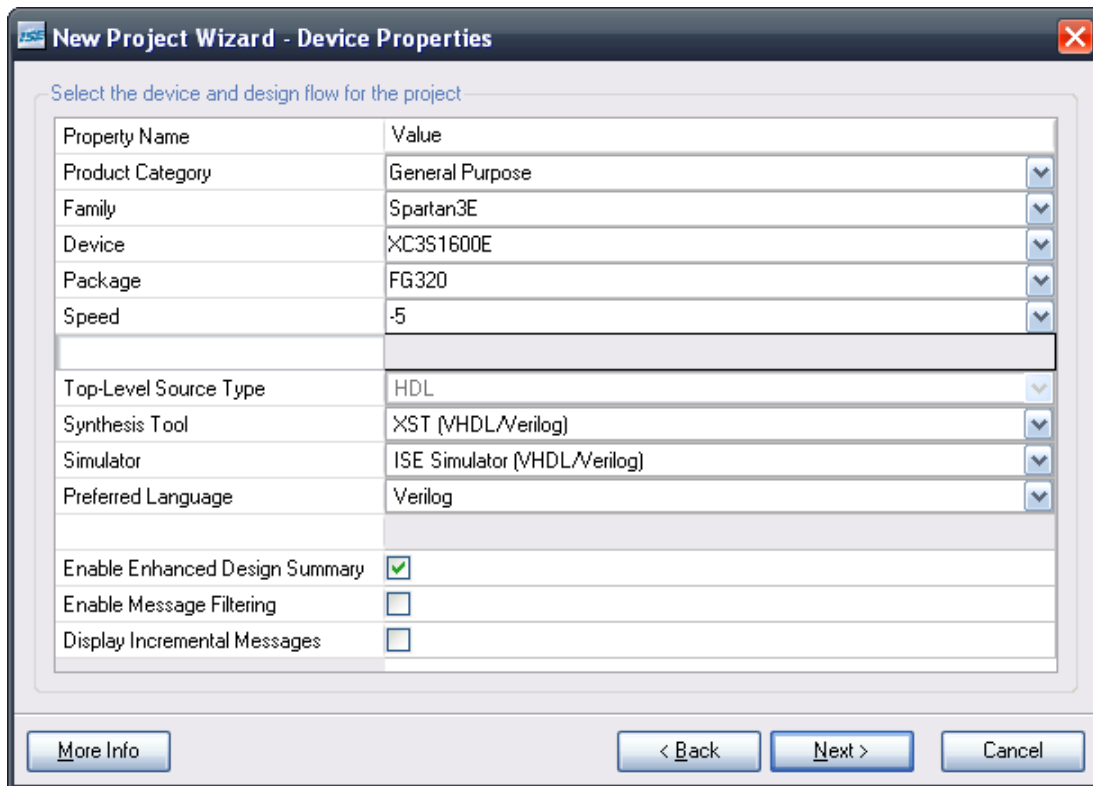 ISE New Project Wizard - Device Properties
Select the device and design flow for the project
Property Name Value
Product Category General Purpose
Family Spartan3E
Device XC3S1600E
Package FG320
Speed -5
Top-Level Source Type HDL
Synthesis Tool XST (VHDL/Verilog)
Simulator ISE Simulator (VHDL/Verilog)
Preferred Language Verilog
Enable Enhanced Design Summary
Enable Message Filtering
Display Incremental Messages
More Info < Back Next > Cancel